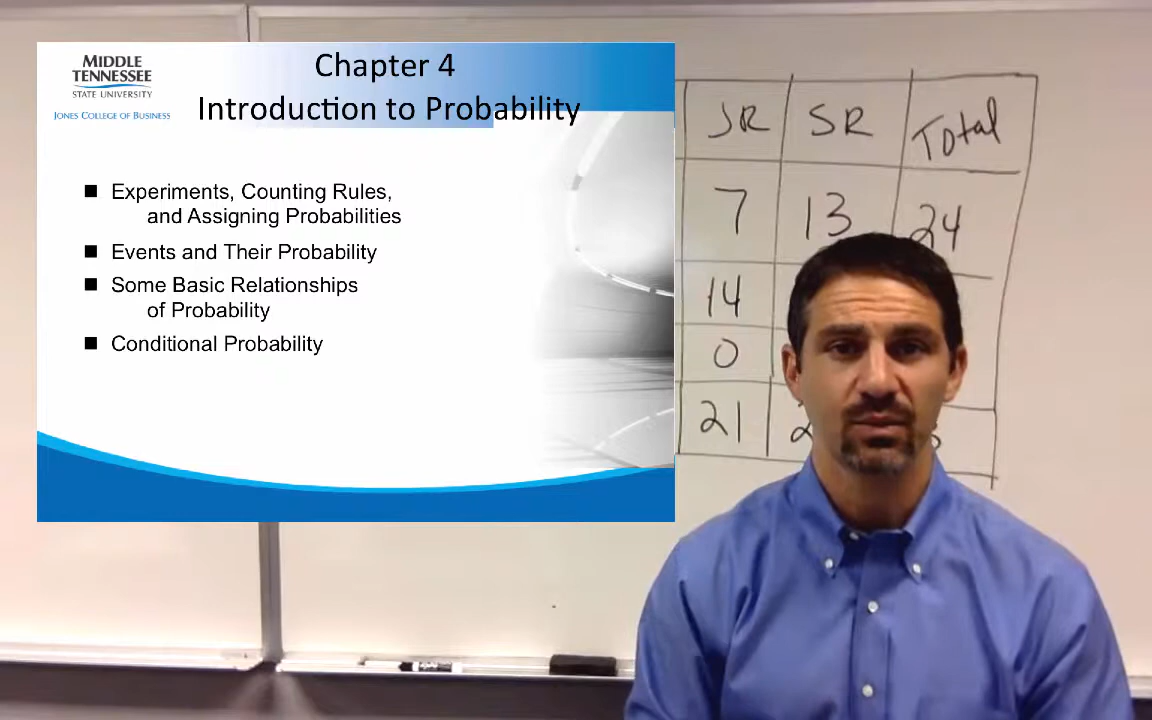 MIDDLE
TENNESSEE
STATE UNIVERSITY
JONES COLLEGE OF BUSINESS
Chapter 4
Introduction to Probability
■ Experiments, Counting Rules,
and Assigning Probabilities
■ Events and Their Probability
■ Some Basic Relationships
of Probability
■ Conditional Probability
JR SR Total
7 13 24
14
0
21 2
EXPO